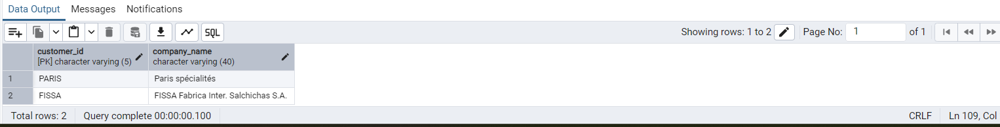 Data Output Messages Notifications
SQL Showing rows: 1 to 2 Page No: 1 of 1
customer_id company_name
[PK] character varying (5) character varying (40)
1 PARIS Paris spécialités
2 FISSA FISSA Fabrica Inter. Salchichas S.A.
Total rows: 2 Query complete 00:00:00.100 CRLF Ln 109, Col